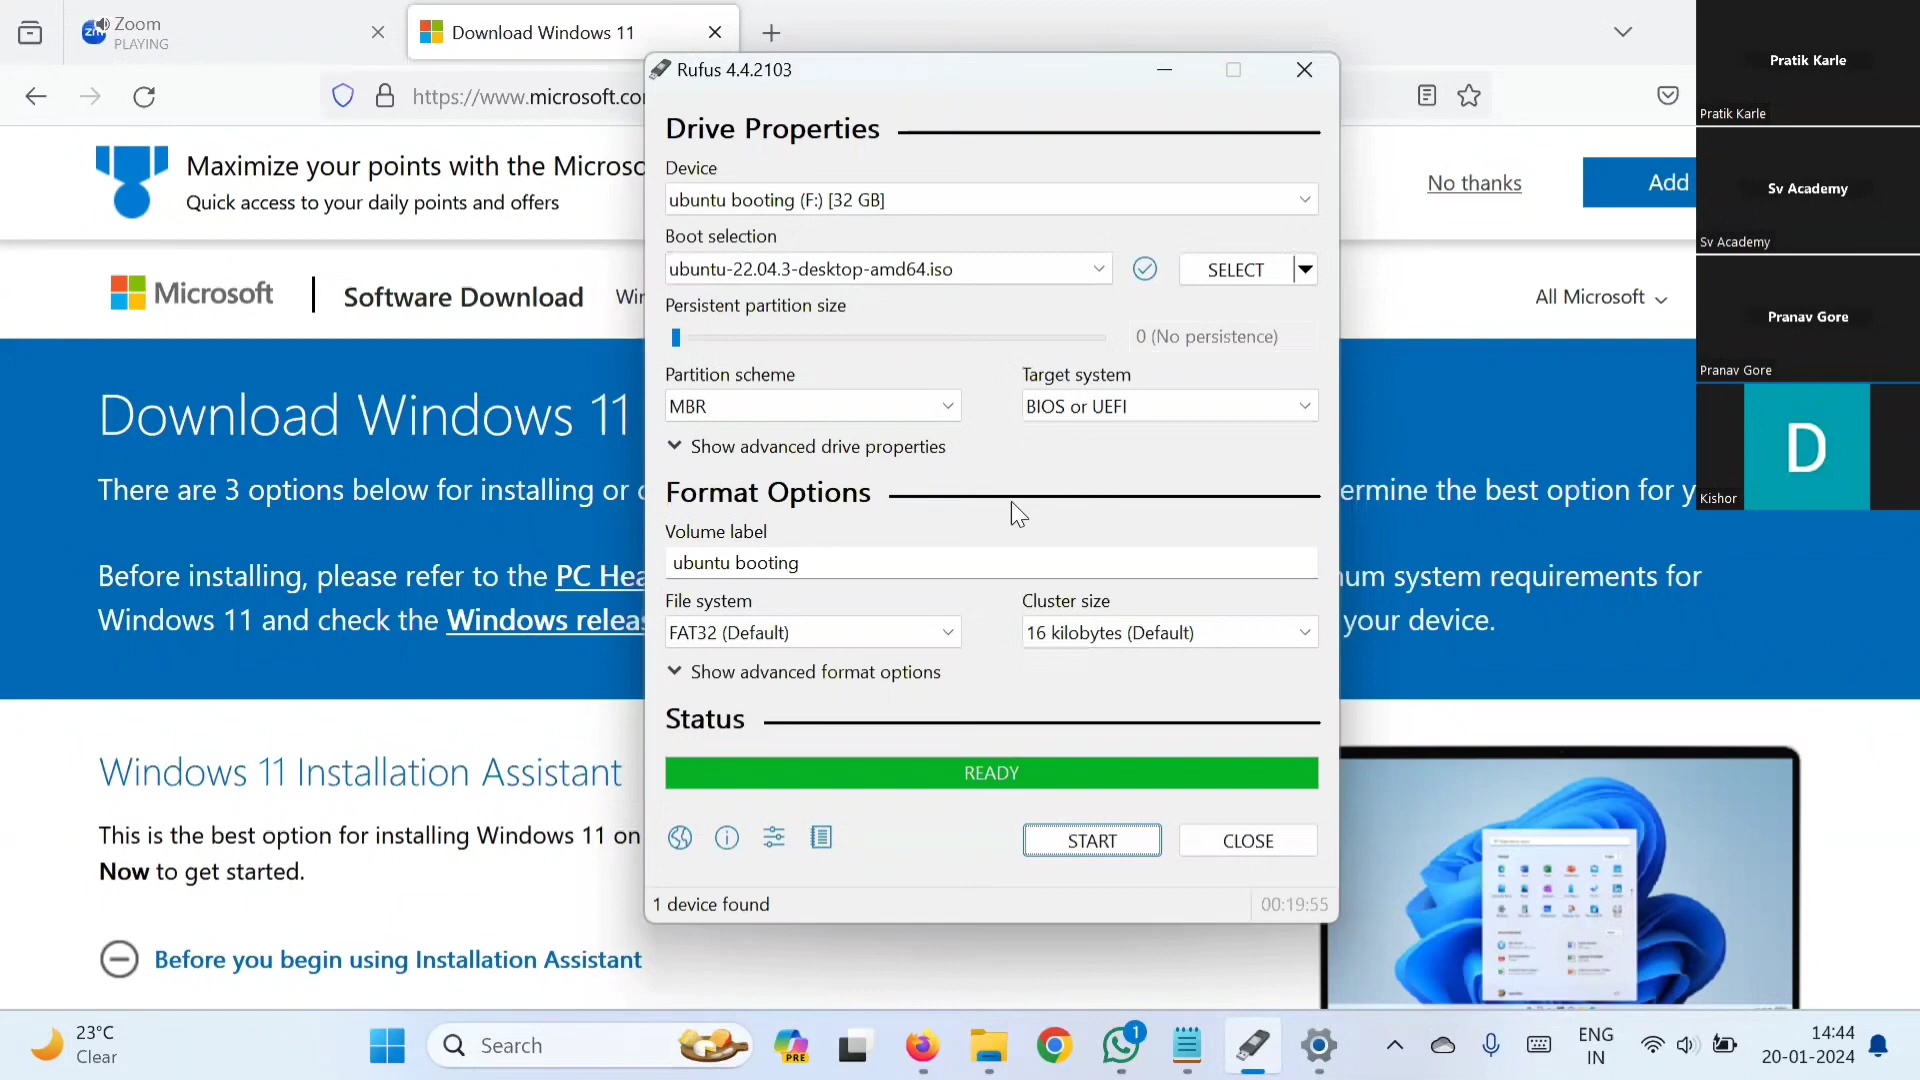 Zoom
PLAYING
Download Windows 11
https://www.microsoft.co
Maximize your points with the Microso
Quick access to your daily points and offers
No thanks
Add
Microsoft
Software Download
Wir
All Microsoft
Download Windows 11
There are 3 options below for installing or c
ermine the best option for y
Before installing, please refer to the PC Hea
um system requirements for
Windows 11 and check the Windows releas
your device.
Windows 11 Installation Assistant
This is the best option for installing Windows 11 on
Now to get started.
Before you begin using Installation Assistant
Rufus 4.4.2103
Drive Properties
Device
ubuntu booting (F:) [32 GB]
Boot selection
ubuntu-22.04.3-desktop-amd64.iso
SELECT
Persistent partition size
0 (No persistence)
Partition scheme
Target system
MBR
BIOS or UEFI
Show advanced drive properties
Format Options
Volume label
ubuntu booting
File system
Cluster size
FAT32 (Default)
16 kilobytes (Default)
Show advanced format options
Status
READY
START
CLOSE
1 device found
00:19:55
Pratik Karle
Pratik Karle
Sv Academy
Sv Academy
Pranav Gore
Pranav Gore
D
Kishor
23°C
Clear
Search
PRE
1
ENG
IN
14:44
20-01-2024